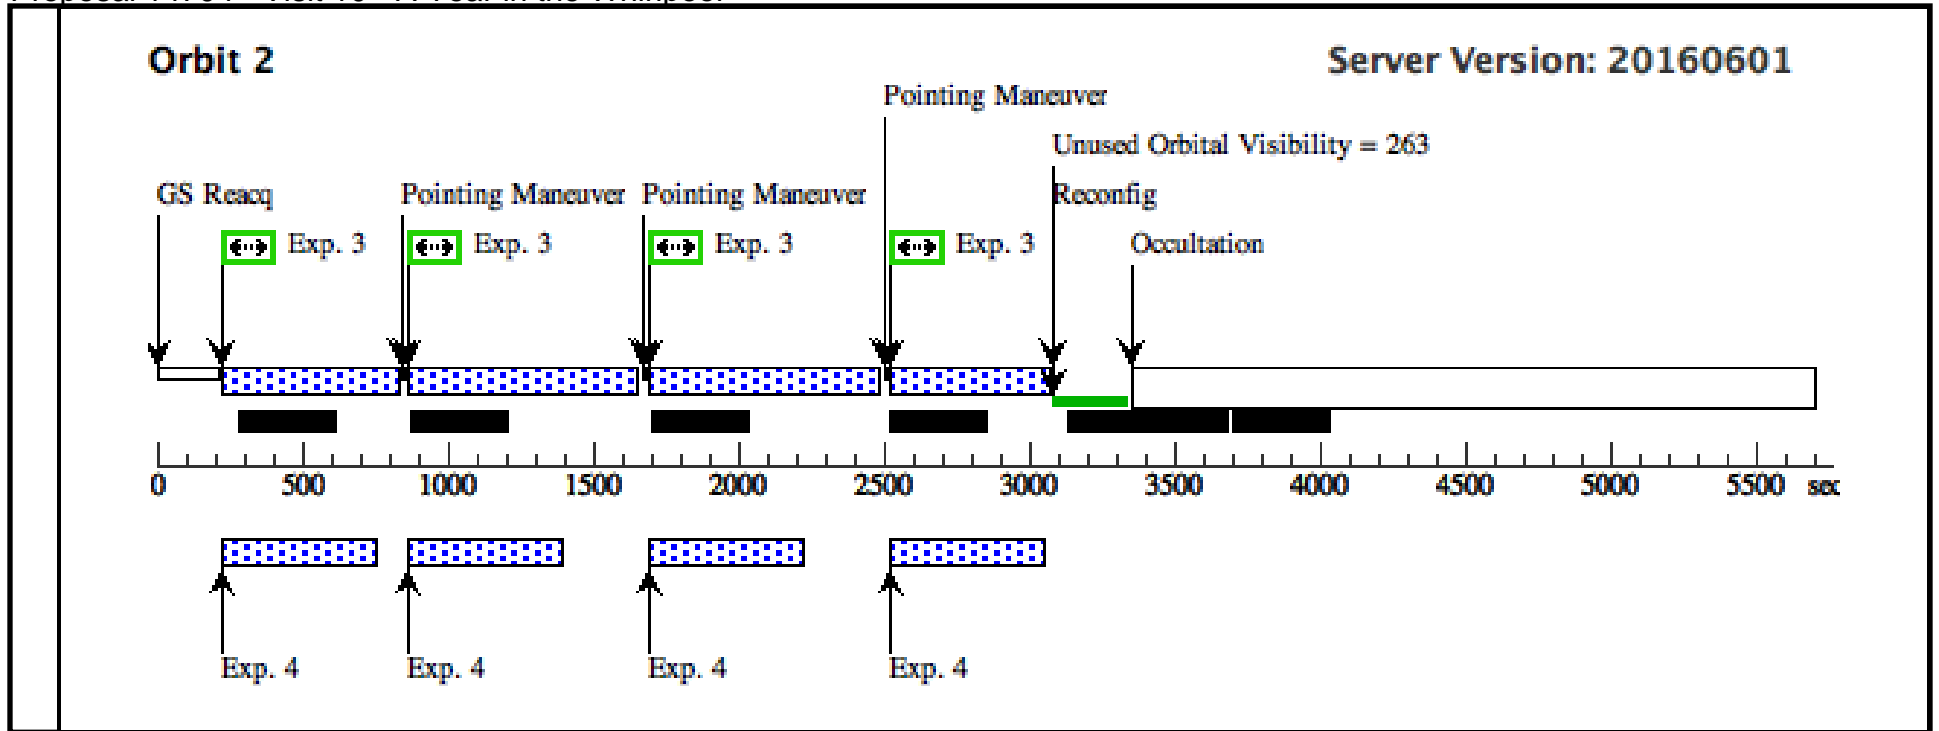 Orbit 2
Server Version: 20160601
Pointing Maneuver
Unused Orbital Visibility = 263
GS Reacq
Pointing Maneuver
Pointing Maneuver
Reconfig
Exp. 3
Exp. 3
Exp. 3
Exp. 3
Occultation
0 500 1000 1500 2000 2500 3000 3500 4000 4500 5000 5500 sec
Exp. 4
Exp. 4
Exp. 4
Exp. 4